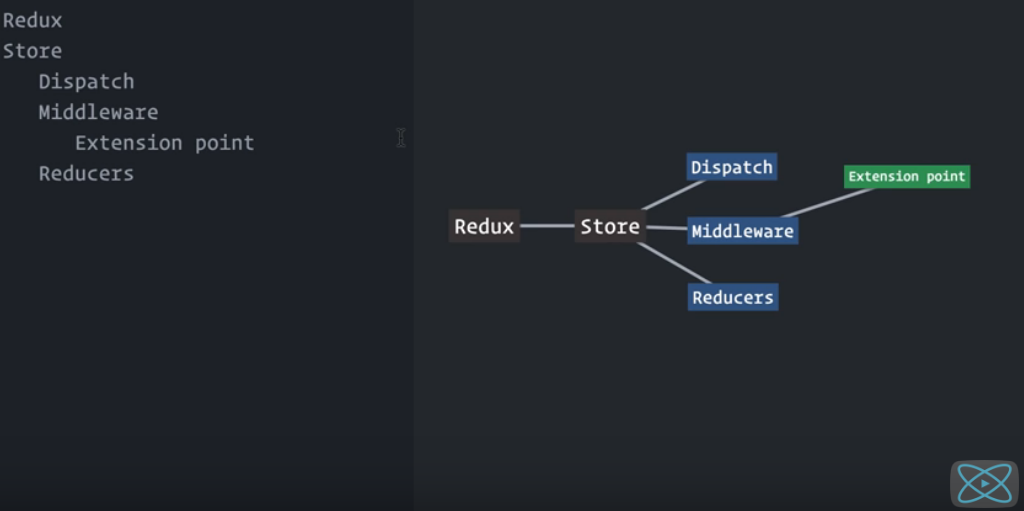 Redux
Store
Dispatch
Middleware
Extension point
Reducers
Dispatch
Extension point
Redux
Store
Middleware
Reducers